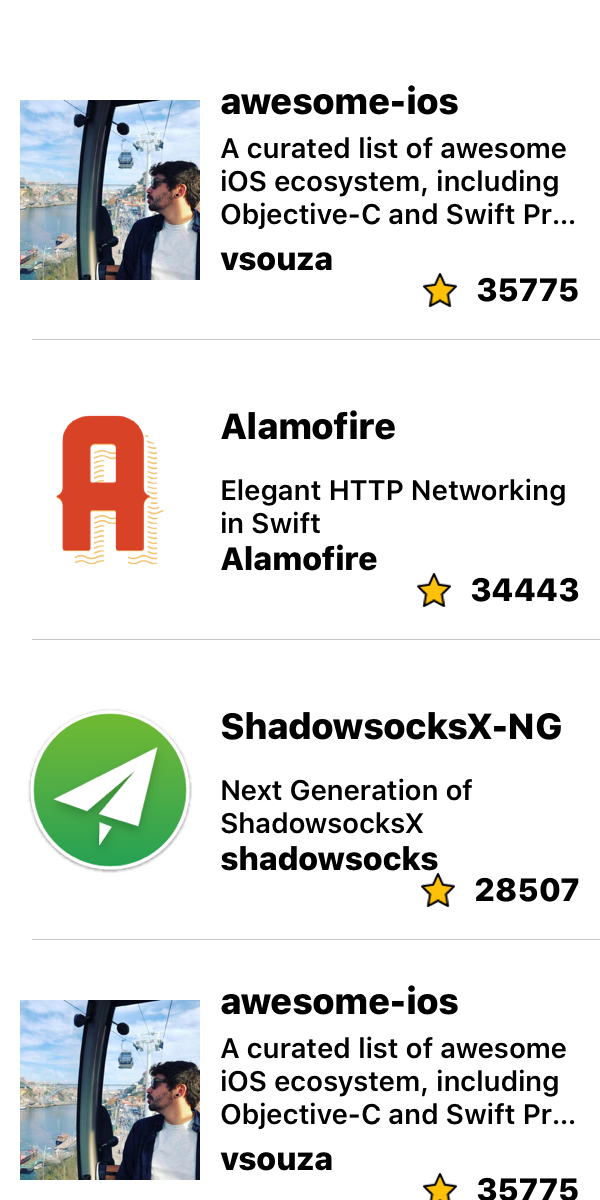 awesome-ios
A curated list of awesome
iOS ecosystem, including
Objective-C and Swift Pr...
vsouza
35775
Alamofire
Elegant HTTP Networking
in Swift
Alamofire
34443
ShadowsocksX-NG
Next Generation of
ShadowsocksX
shadowsocks
28507
awesome-ios
A curated list of awesome
iOS ecosystem, including
Objective-C and Swift Pr...
vsouza
35775